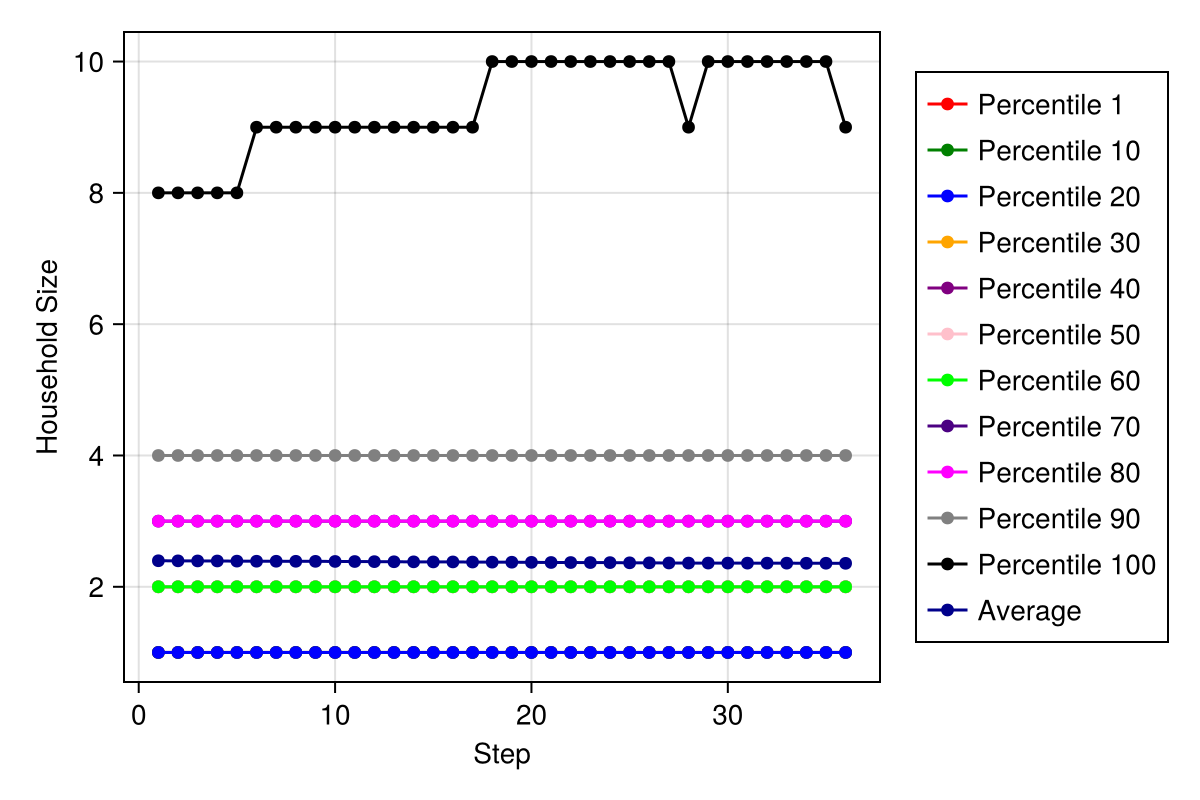 10
8
6
4
2
Household Size
0 10 20 30
Step
Percentile 1
Percentile 10
Percentile 20
Percentile 30
Percentile 40
Percentile 50
Percentile 60
Percentile 70
Percentile 80
Percentile 90
Percentile 100
Average